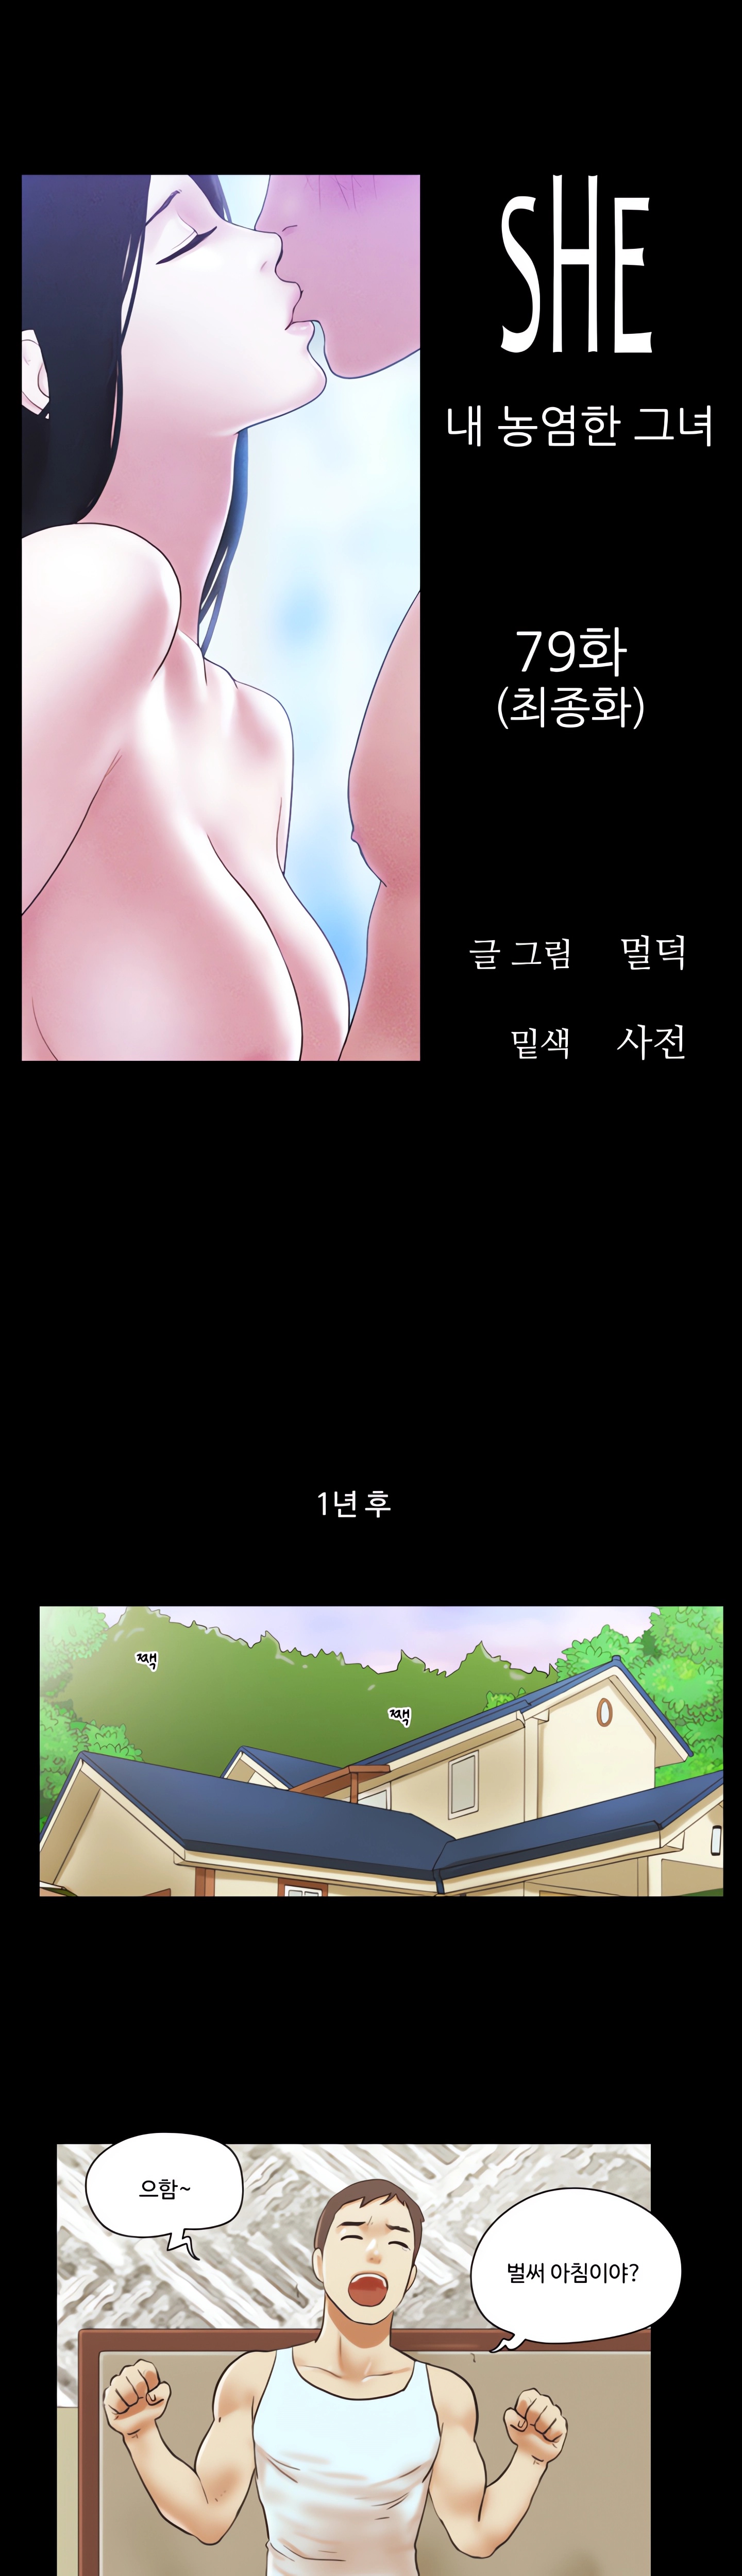 SHE
내 농염한 그녀
79화
(최종화)
글 그림 멀덕
밑색 사전
1년 후
짹
짹
으함~
벌써 아침이야?